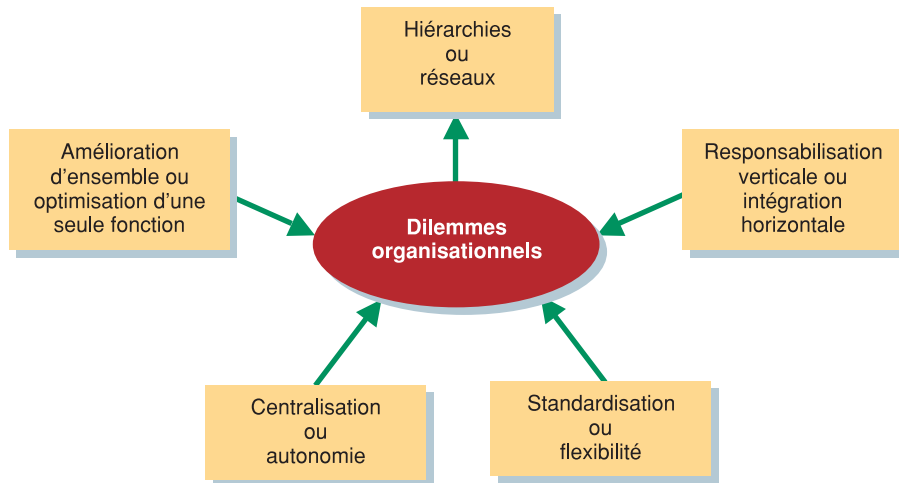 Hiérarchies
ou
réseaux
Amélioration
d'ensemble ou
optimisation d'une
seule fonction
Responsabilisation
verticale ou
intégration
horizontale
Dilemmes
organisationnels
Centralisation
ou
autonomie
Standardisation
ou
flexibilité